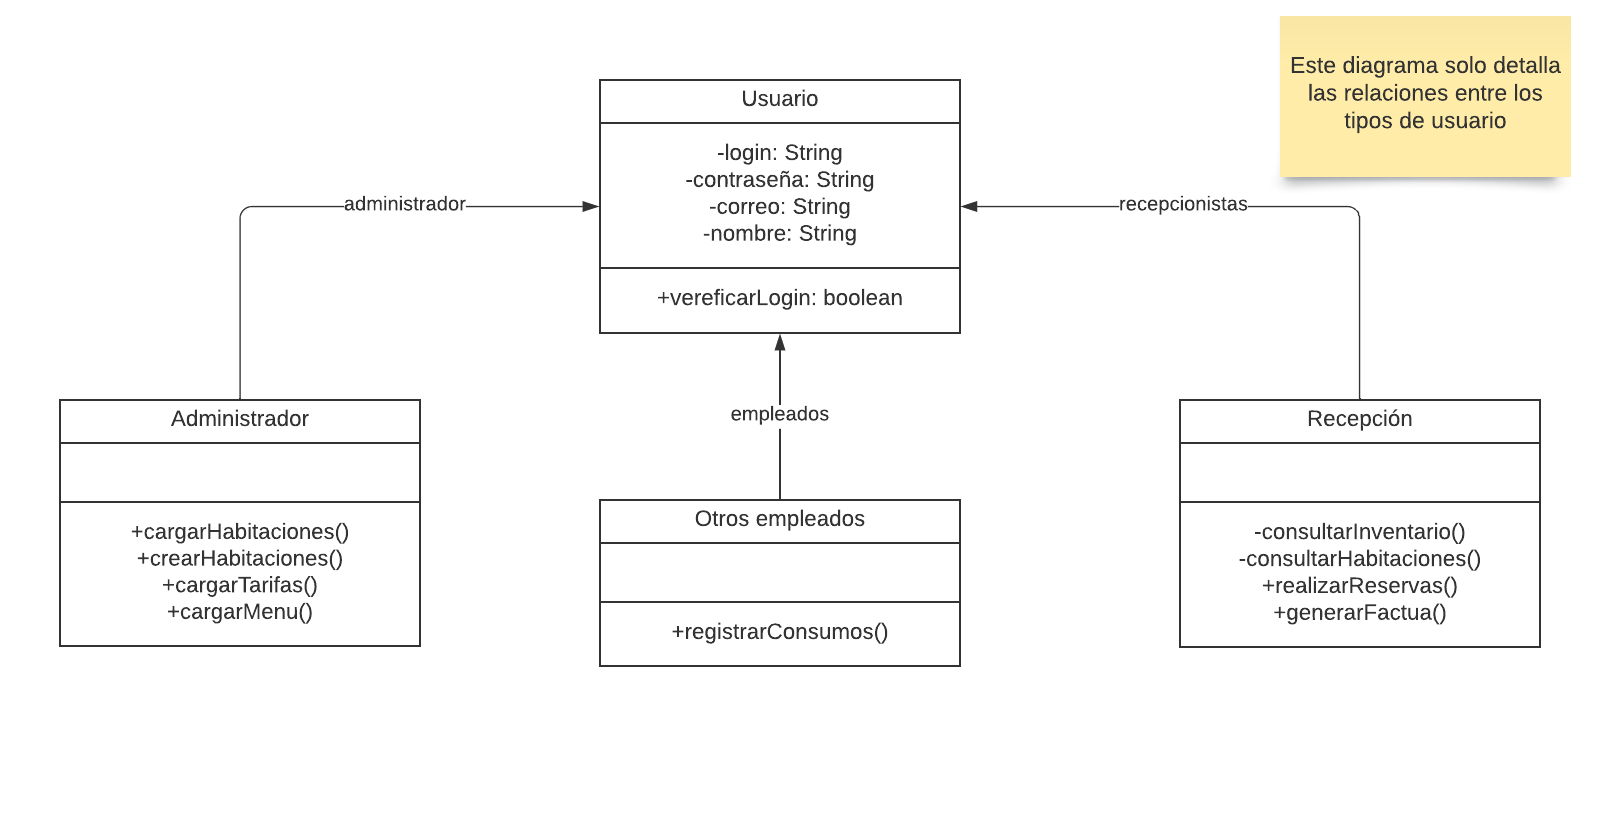 Este diagrama solo detalla
las relaciones entre los
tipos de usuario
Usuario
-login: String
-contraseña: String
-correo: String
-nombre: String
+vereficarLogin: boolean
administrador
recepcionistas
empleados
Administrador
+cargarHabitaciones()
+crearHabitaciones()
+cargarTarifas()
+cargarMenu()
Otros empleados
+registrarConsumos()
Recepción
-consultarInventario()
-consultarHabitaciones()
+realizarReservas()
+generarFactua()